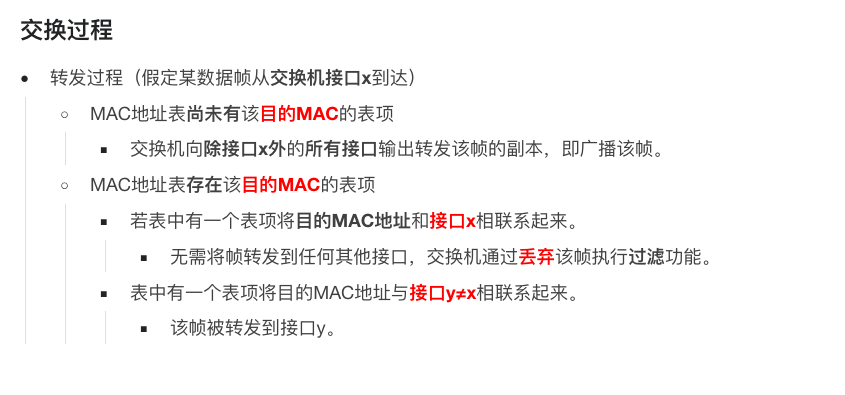 交换过程
转发过程（假定某数据帧从交换机接口x到达）
MAC地址表尚未有该目的MAC的表项
交换机向除接口x外的所有接口输出转发该帧的副本，即广播该帧。
MAC地址表存在该目的MAC的表项
若表中有一个表项将目的MAC地址和接口x相联系起来。
无需将帧转发到任何其他接口，交换机通过丢弃该帧执行过滤功能。
表中有一个表项将目的MAC地址与接口y≠x相联系起来。
该帧被转发到接口y。